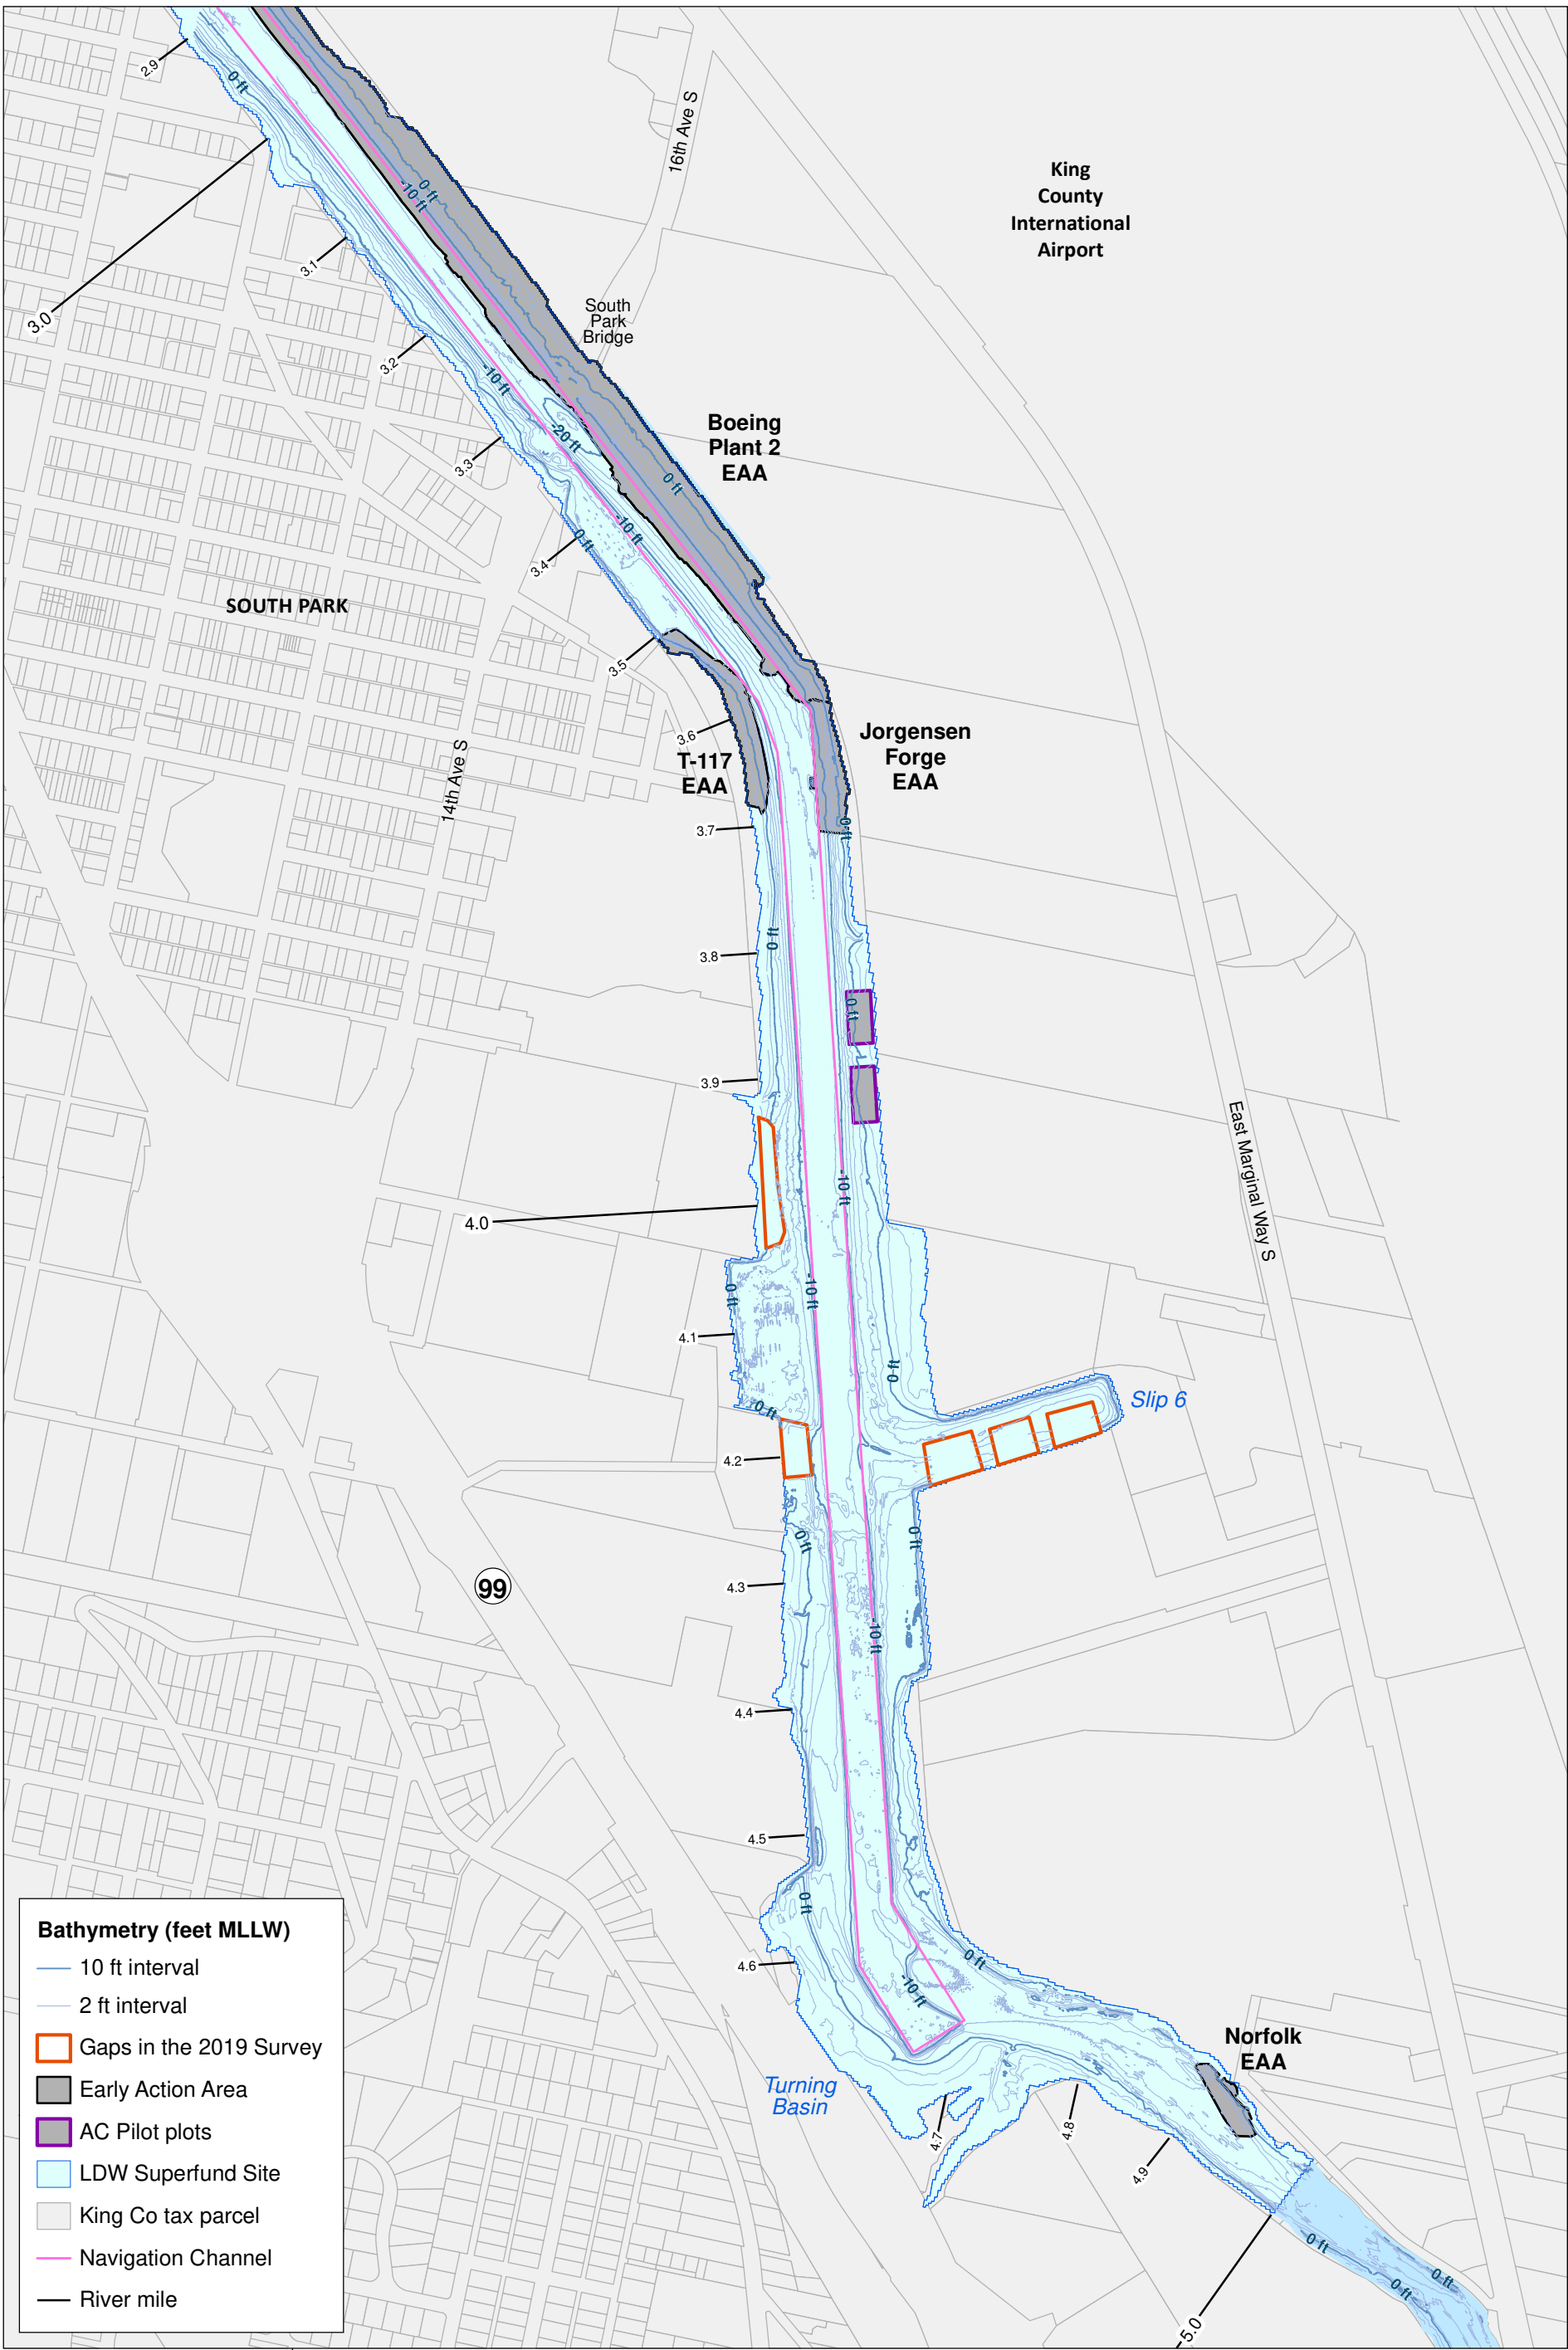 2.9
0 ft
16th Ave S
King
County
International
Airport
0 ft
-10 ft
3.1
3.0
South
Park
Bridge
3.2
-10 ft
Boeing
Plant 2
EAA
-20 ft
3.3
0 ft
-10 ft
0 ft
3.4
SOUTH PARK
3.5
3.6
T-117
EAA
Jorgensen
Forge
EAA
14th Ave S
3.7
0 ft
0 ft
3.8
0 ft
3.9
East Marginal Way S
-10 ft
4.0
0 ft
-10 ft
4.1
0 ft
0 ft
Slip 6
4.2
0 ft
0 ft
99
4.3
-10 ft
4.4
4.5
0 ft
4.6
0 ft
-10 ft
Norfolk
EAA
Turning
Basin
4.7
4.8
4.9
0 ft
0 ft
0 ft
5.0
Bathymetry (feet MLLW)
10 ft interval
2 ft interval
Gaps in the 2019 Survey
Early Action Area
AC Pilot plots
LDW Superfund Site
King Co tax parcel
Navigation Channel
River mile